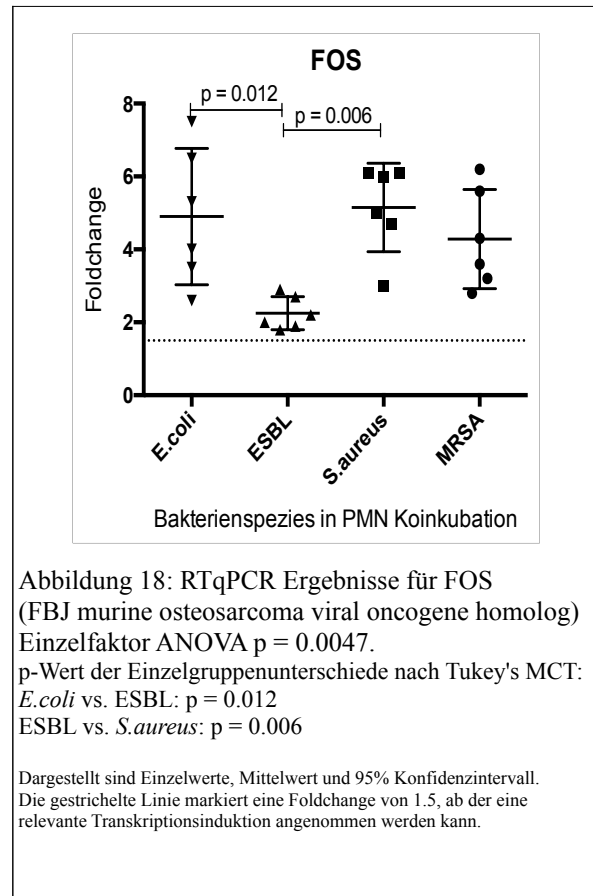 FOS
p = 0.012
p = 0.006
8
6
4
2
0
Foldchange
E.coli
ESBL
S.aureus
MRSA
Bakterienspezies in PMN Koinkubation
Abbildung 18: RTqPCR Ergebnisse für FOS
(FBJ murine osteosarcoma viral oncogene homolog)
Einzelfaktor ANOVA p = 0.0047.
p-Wert der Einzelgruppenunterschiede nach Tukey's MCT:
E.coli vs. ESBL: p = 0.012
ESBL vs. S.aureus: p = 0.006
Dargestellt sind Einzelwerte, Mittelwert und 95% Konfidenzintervall.
Die gestrichelte Linie markiert eine Foldchange von 1.5, ab der eine
relevante Transkriptionsinduktion angenommen werden kann.